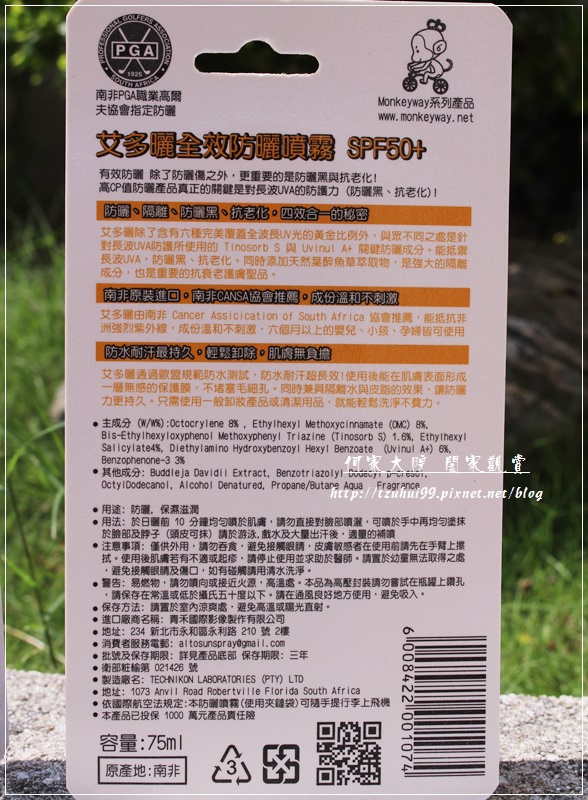 PROFESSIONAL GOLFERS ASSOCIATION
PGA
1925
SOUTH AFRICA
南非PGA職業高爾
夫協會指定防曬
Monkeyway系列產品
www.monkeyway.net
艾多曬全效防曬噴霧 SPF50+
有效防曬 除了防曬傷之外，更重要的是防曬黑與抗老化!
高CP值防曬產品真正的關鍵是對長波UVA的防護力 (防曬黑、抗老化)!
防曬、隔離、防曬黑、抗老化，四效合一的秘密
艾多曬除了含有六種完美覆蓋全波長UV光的黃金比例外，與眾不同之處是針
對長波UVA防護所使用的 Tinosorb S 與 Uvinul A+ 關鍵防曬成分。能抵禦
長波UVA，防曬黑、抗老化。同時添加天然葉醉魚草萃取物，是強大的隔離
成分，也是重要的抗衰老護膚聖品。
南非原裝進口，南非CANSA協會推薦，成份溫和不刺激
艾多曬由南非 Cancer Assicication of South Africa 協會推薦，能抵抗非
洲強烈紫外線，成份溫和不刺激，六個月以上的嬰兒、小孩、孕婦皆可使用
防水耐汗最持久，輕鬆卸除，肌膚無負擔
艾多曬通過歐盟規範防水測試，防水耐汗超長效!使用後能在肌膚表面形成
一層無感的保護膜，不堵塞毛細孔。同時兼具隔離水與皮脂的效果，讓防曬
力更持久。只需使用一般卸妝產品或清潔用品，就能輕鬆洗淨不費力。
• 主成分 (W/W%):Octocrylene 8% , Ethylhexyl Methoxycinnamate (OMC) 8%,
Bis-Ethylhexyloxyphenol Methoxyphenyl Triazine (Tinosorb S) 1.6%, Ethylhexyl
Salicylate4%, Diethylamino Hydroxybenzoyl Hexyl Benzoate (Uvinul A+) 6%,
Benzophenone-3 3%
• 其他成分: Buddleja Davidii Extract, Benzotriazolyl Dodecyl p-Cresol,
OctylDodecanol, Alcohol Denatured, Propane/Butane Aqua , Fragrance
何家大院 闔家觀賞
http://tzuhui99.pixnet.net/blog
• 用途: 防曬，保濕滋潤
• 用法: 於日曬前 10 分鐘均勻噴於肌膚，請勿直接對臉部噴灑，可噴於手中再均勻塗抹
於臉部及脖子 (頭皮可抹) 請於游泳，戲水及大量出汗後，適量的補噴
• 注意事項: 僅供外用，請勿吞食，避免接觸眼睛，皮膚敏感者在使用前請先在手臂上擦
拭。使用後肌膚若有不適或起疹，請停止使用並求助於醫師。請置於幼童無法取得之處
，避免接觸眼睛及傷口，如有碰觸請用清水洗淨。
• 警告: 易燃物，請勿噴向或接近火源，高溫處。本品為高壓封裝請勿嘗試在瓶罐上鑽孔
，請保存在常溫或低於攝氏五十度以下。請在通風良好地方使用，避免吸入。
• 保存方法: 請置於室內涼爽處，避免高溫或陽光直射。
• 進口廠商名稱: 青禾國際影像製作有限公司
• 地址: 234 新北市永和區永利路 210 號 2樓
• 消費者服務電郵: altosunspray@gmail.com
• 批號及保存期限: 詳見產品底部 保存期限: 三年
• 衛部粧輸第 021426 號
• 製造廠名: TECHNIKON LABORATORIES (PTY) LTD
• 地址: 1073 Anvil Road Robertville Florida South Africa
• 依國際航空法規定:本防曬噴霧(使用夾鏈袋)可隨手提行李上飛機
• 本產品已投保 1000 萬元產品責任險
容量: 75ml
原產地: 南非
3
6008422001074